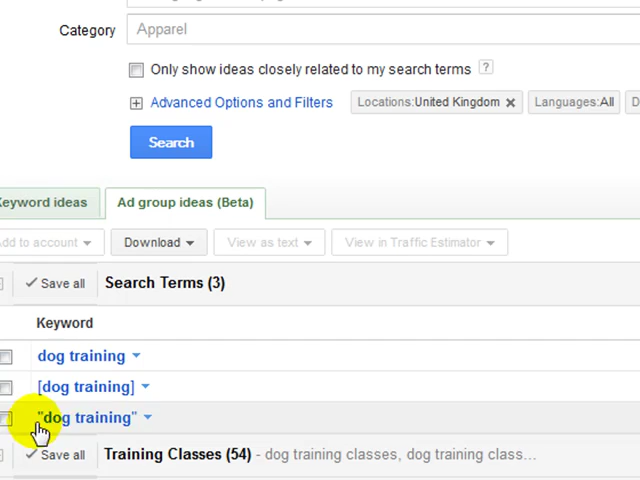 Category Apparel
Only show ideas closely related to my search terms ?
Advanced Options and Filters Locations:United Kingdom × Languages:All D
Search
Keyword ideas Ad group ideas (Beta)
Add to account Download View as text View in Traffic Estimator
Save all Search Terms (3)
Keyword
dog training
[dog training]
"dog training"
Save all Training Classes (54) - dog training classes, dog training class...